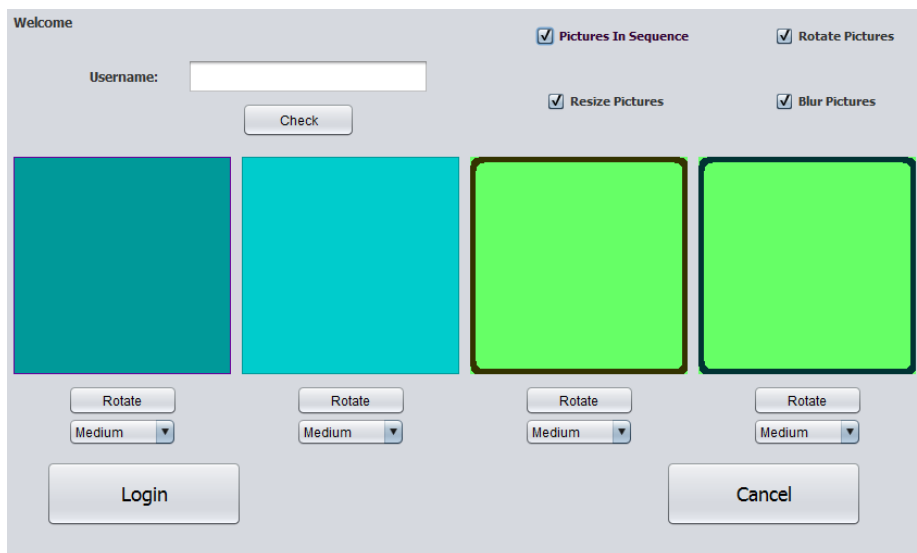 Welcome
Pictures In Sequence
Rotate Pictures
Username:
Resize Pictures
Blur Pictures
Check
Rotate
Rotate
Rotate
Rotate
Medium
Medium
Medium
Medium
Login
Cancel